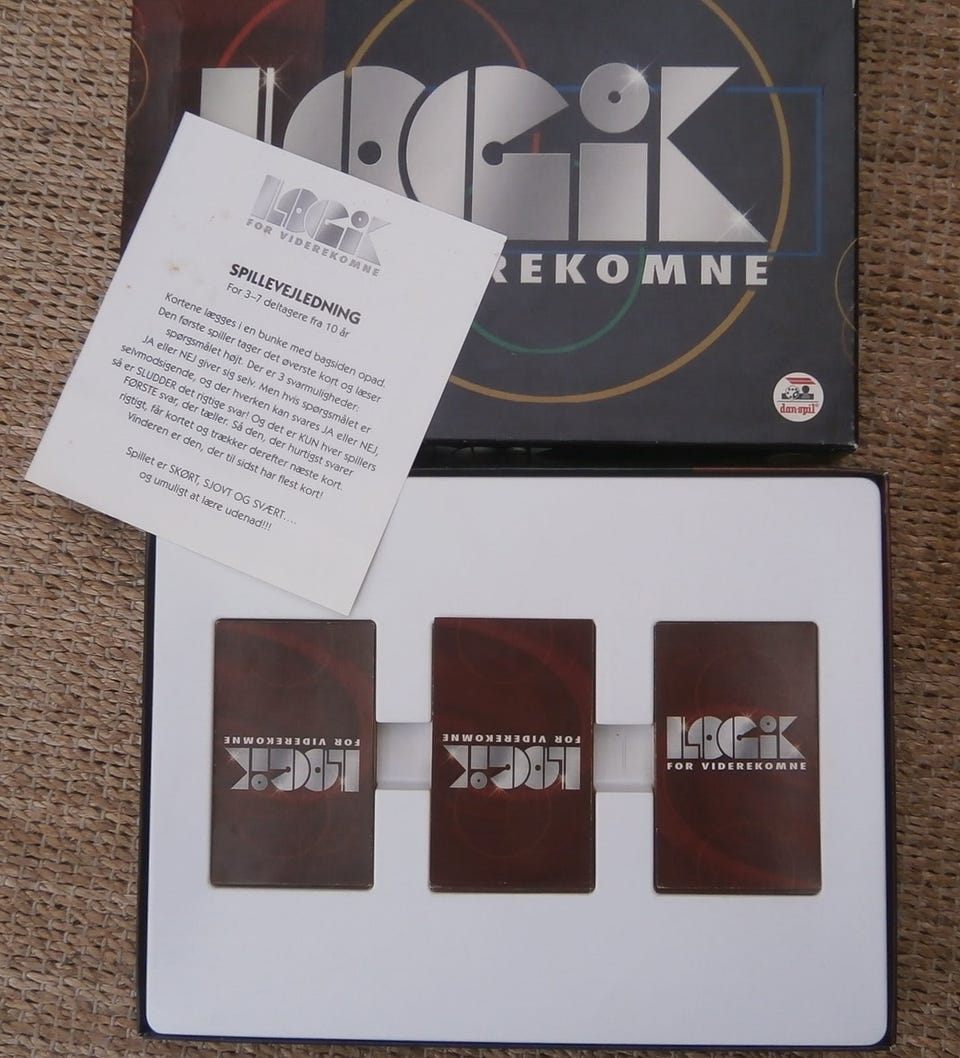 LOGiK
REKOMNE
dan-spil
LOGiK
FOR VIDEREKOMNE
SPILLEVEJLEDNING
For 3-7 deltagere fra 10 år
Kortene lægges i en bunke med bagsiden opad.
Den første spiller tager det øverste kort og læser
spørgsmålet højt. Der er 3 svarmuligheder:
JA eller NEJ giver sig selv. Men hvis spørgsmålet er
selvmodsigende, og der hverken kan svares JA eller NEJ,
så er SLUDDER det rigtige svar! Og det er KUN hver spillers
FØRSTE svar, der tæller. Så den, der hurtigst svarer
rigtigt, får kortet og trækker derefter næste kort.
Vinderen er den, der til sidst har flest kort!
Spillet er SKØRT, SJOVT OG SVÆRT....
og umuligt at lære udenad!!!
LOGiK
FOR VIDEREKOMNE
LOGiK
FOR VIDEREKOMNE
LOGiK
FOR VIDEREKOMNE